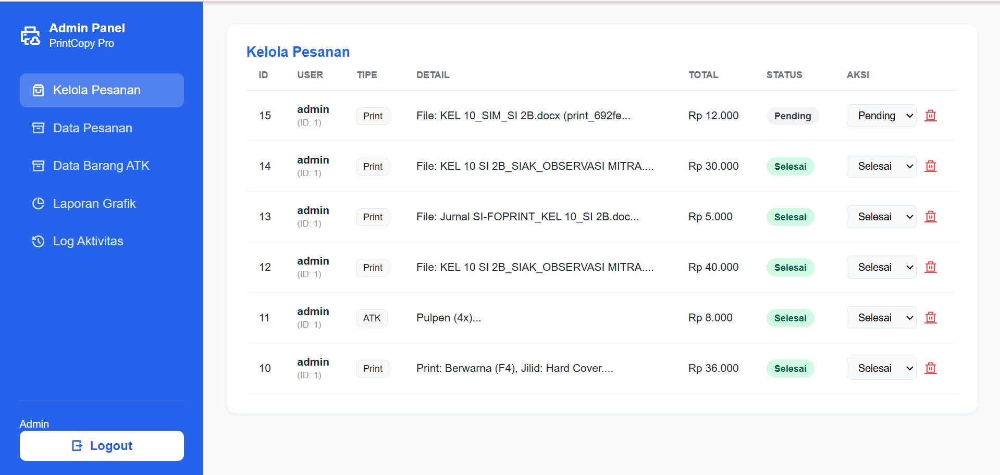 Admin Panel
PrintCopy Pro
Kelola Pesanan
Data Pesanan
Data Barang ATK
Laporan Grafik
Log Aktivitas
Admin
Logout
Kelola Pesanan
ID USER TIPE DETAIL TOTAL STATUS AKSI
15 admin (ID: 1) Print File: KEL 10_SIM_SI 2B.docx (print_692fe... Rp 12.000 Pending Pending
14 admin (ID: 1) Print File: KEL 10 SI 2B_SIAK_OBSERVASI MITRA.... Rp 30.000 Selesai Selesai
13 admin (ID: 1) Print File: Jurnal SI-FOPRINT_KEL 10_SI 2B.doc... Rp 5.000 Selesai Selesai
12 admin (ID: 1) Print File: KEL 10 SI 2B_SIAK_OBSERVASI MITRA.... Rp 40.000 Selesai Selesai
11 admin (ID: 1) ATK Pulpen (4x)... Rp 8.000 Selesai Selesai
10 admin (ID: 1) Print Print: Berwarna (F4), Jilid: Hard Cover.... Rp 36.000 Selesai Selesai